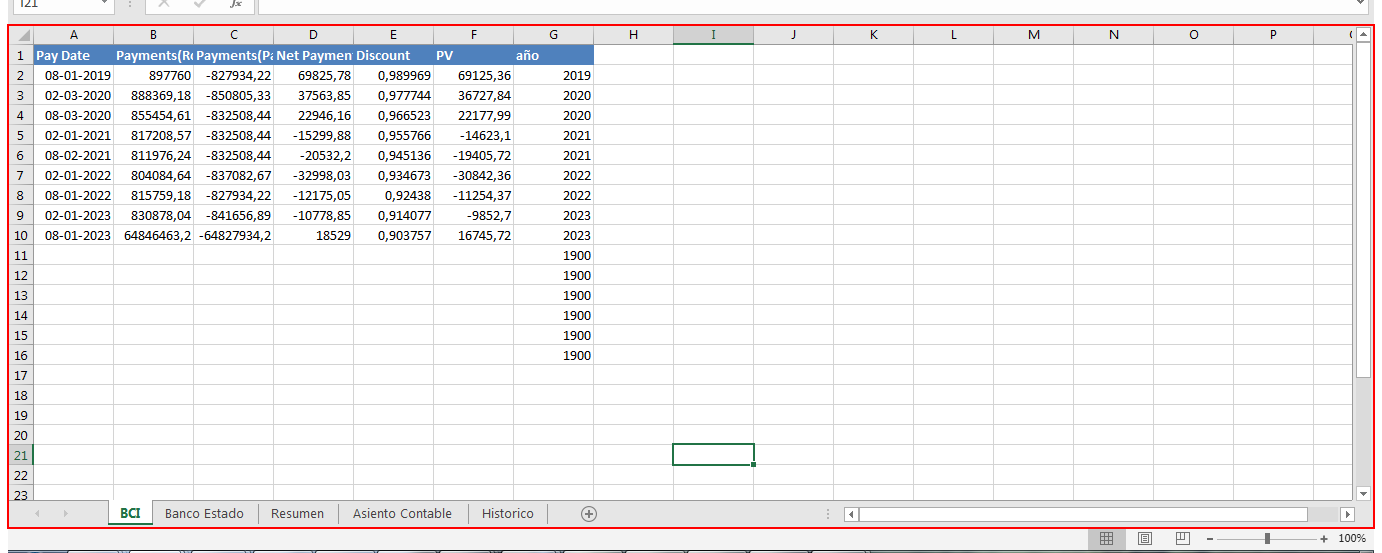 I21 fx
A B C D E F G H I J K L M N O P
1 Pay Date Payments(Re Payments(Pa Net Paymen Discount PV año
2 08-01-2019 897760 -827934,22 69825,78 0,989969 69125,36 2019
3 02-03-2020 888369,18 -850805,33 37563,85 0,977744 36727,84 2020
4 08-03-2020 855454,61 -832508,44 22946,16 0,966523 22177,99 2020
5 02-01-2021 817208,57 -832508,44 -15299,88 0,955766 -14623,1 2021
6 08-02-2021 811976,24 -832508,44 -20532,2 0,945136 -19405,72 2021
7 02-01-2022 804084,64 -837082,67 -32998,03 0,934673 -30842,36 2022
8 08-01-2022 815759,18 -827934,22 -12175,05 0,92438 -11254,37 2022
9 02-01-2023 830878,04 -841656,89 -10778,85 0,914077 -9852,7 2023
10 08-01-2023 64846463,2 -64827934,2 18529 0,903757 16745,72 2023
11 1900
12 1900
13 1900
14 1900
15 1900
16 1900
17
18
19
20
21
22
23
BCI Banco Estado Resumen Asiento Contable Historico
100%